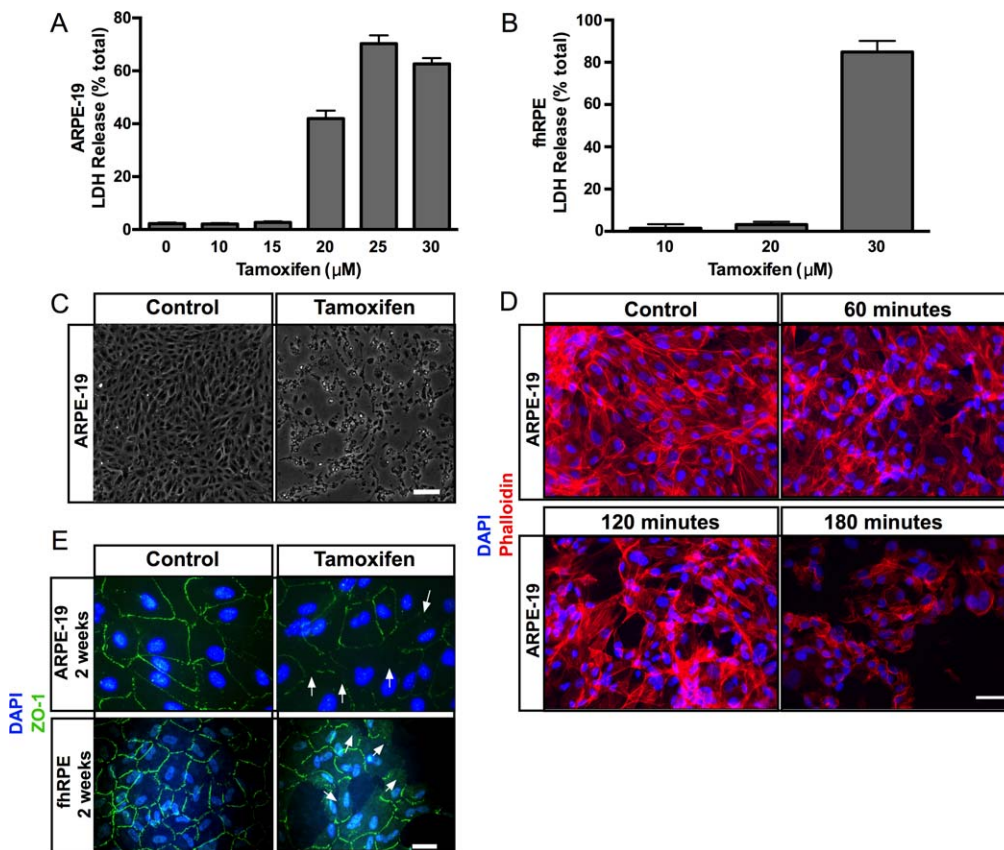 A
ARPE-19
LDH Release (% total)
80
60
40
20
0
0 10 15 20 25 30
Tamoxifen (µM)
B
fhRPE
LDH Release (% total)
100
80
60
40
20
0
10 20 30
Tamoxifen (µM)
C
Control Tamoxifen
ARPE-19
D
Control 60 minutes
ARPE-19
120 minutes 180 minutes
ARPE-19
DAPI
Phalloidin
E
Control Tamoxifen
ARPE-19
2 weeks
fhRPE
2 weeks
DAPI
ZO-1